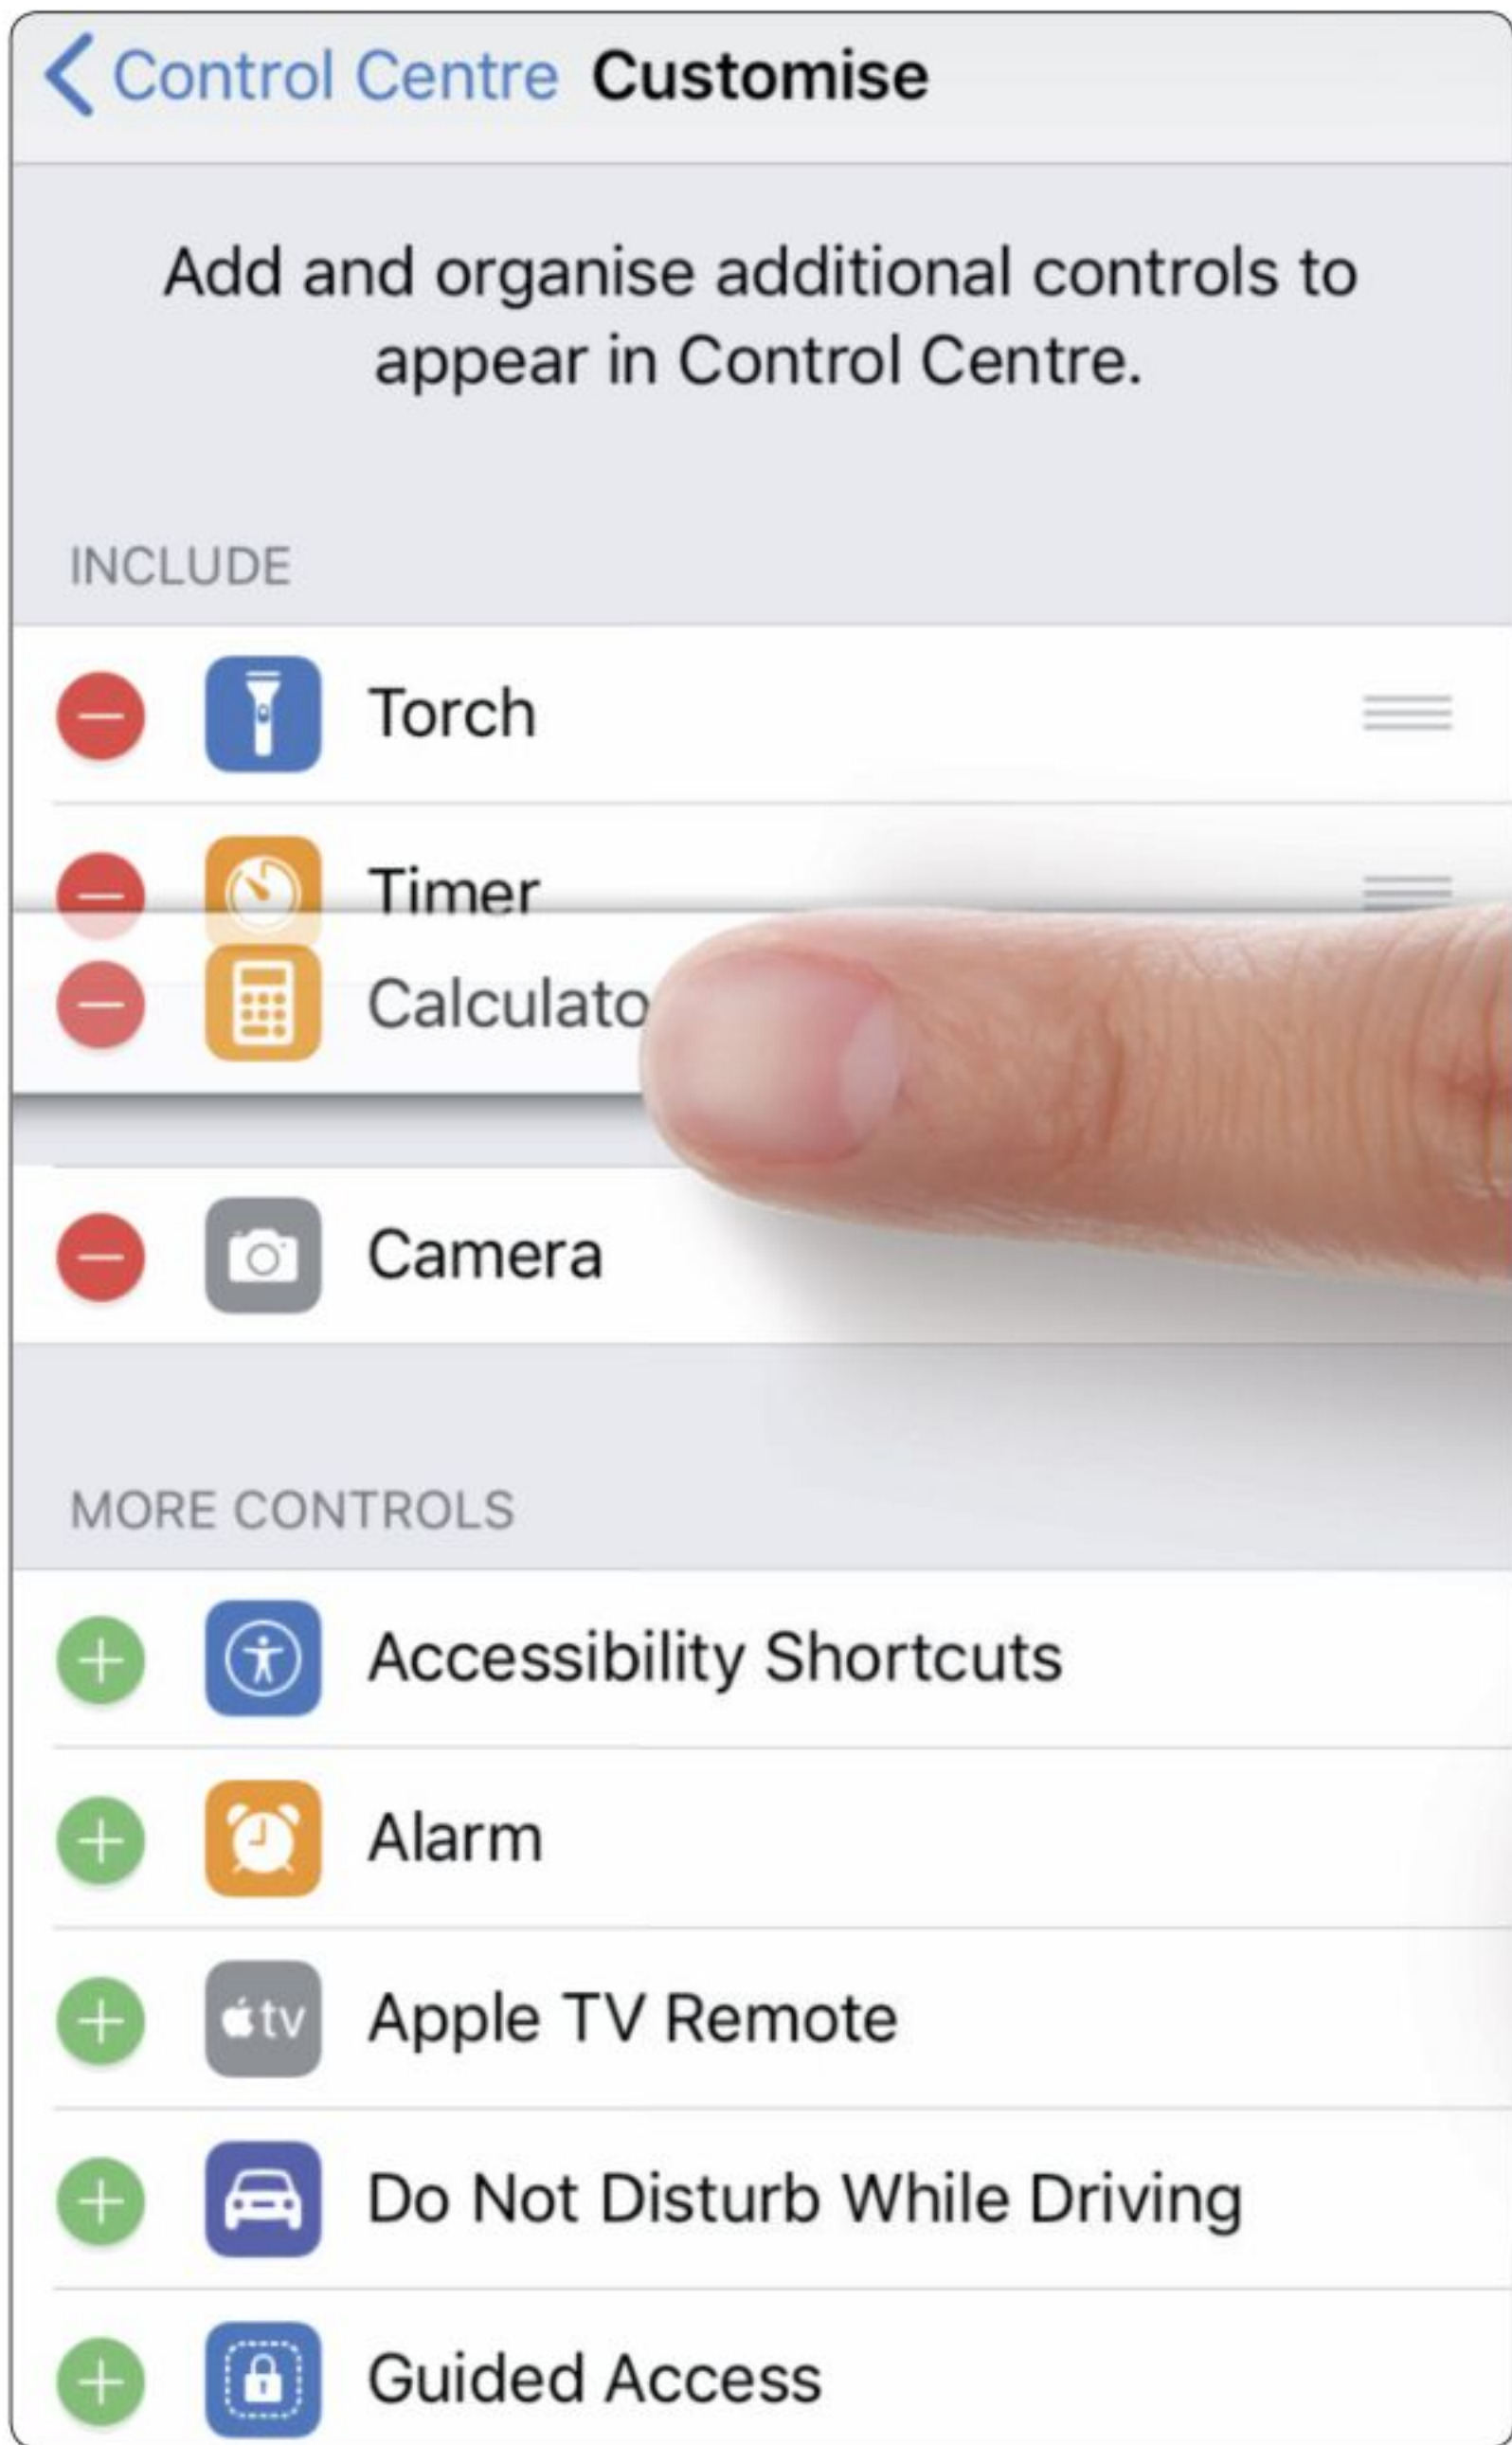 Control Centre Customise
Add and organise additional controls to
appear in Control Centre.
INCLUDE
Torch
Timer
Calculato
Camera
MORE CONTROLS
Accessibility Shortcuts
Alarm
tv Apple TV Remote
Do Not Disturb While Driving
Guided Access